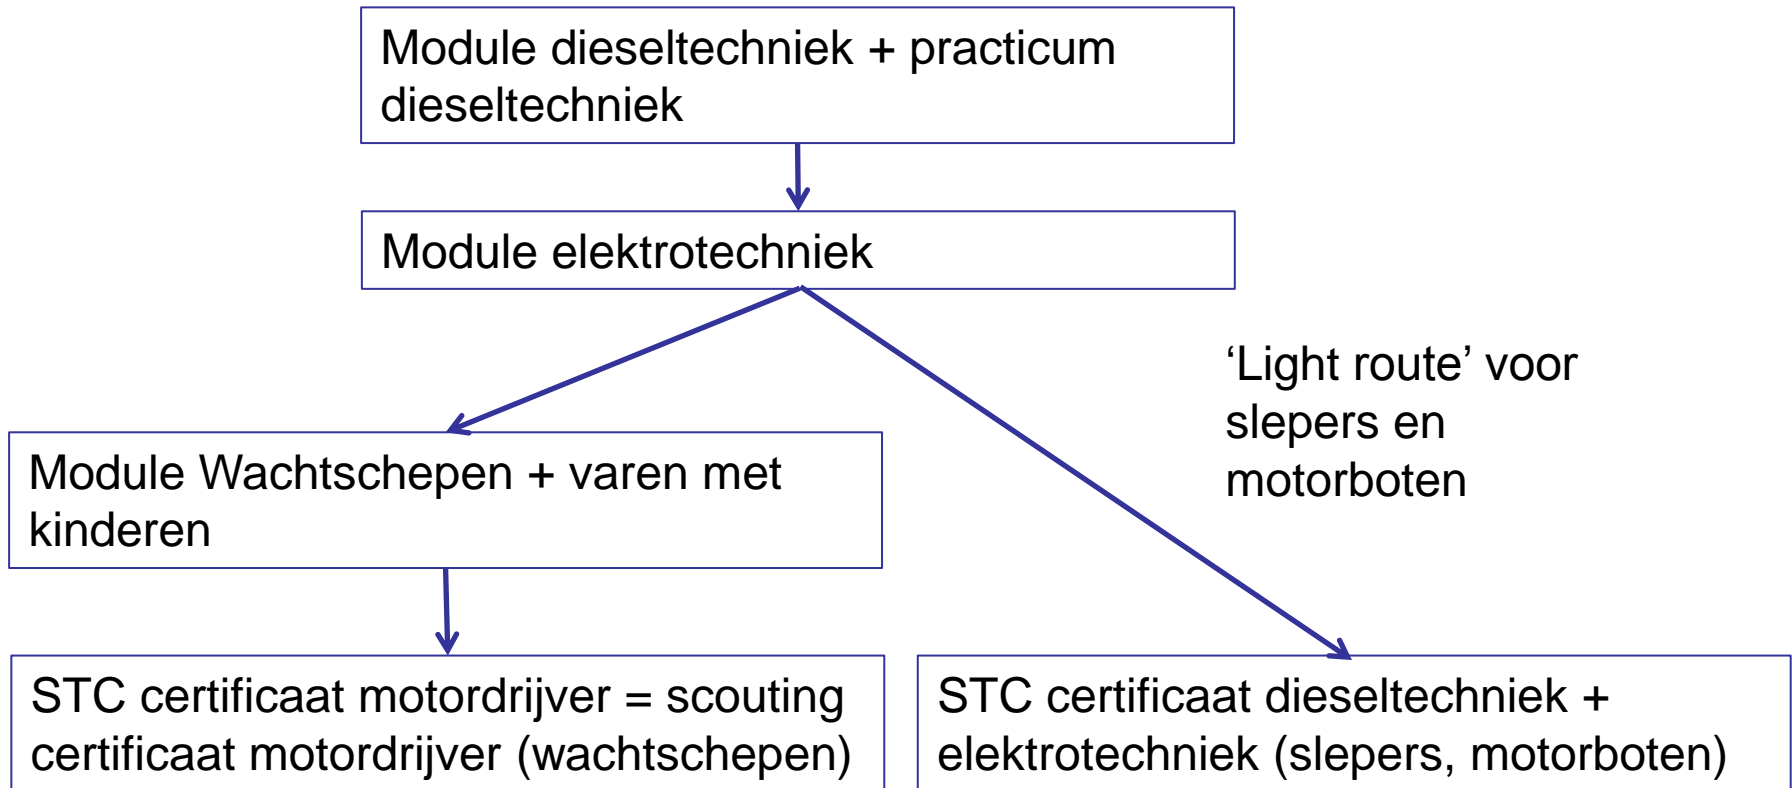 Module dieseltechniek + practicum
dieseltechniek
Module elektrotechniek
‘Light route’ voor
slepers en
motorboten
Module Wachtschepen + varen met
kinderen
STC certificaat motordrijver = scouting
certificaat motordrijver (wachtschepen)
STC certificaat dieseltechniek +
elektrotechniek (slepers, motorboten)